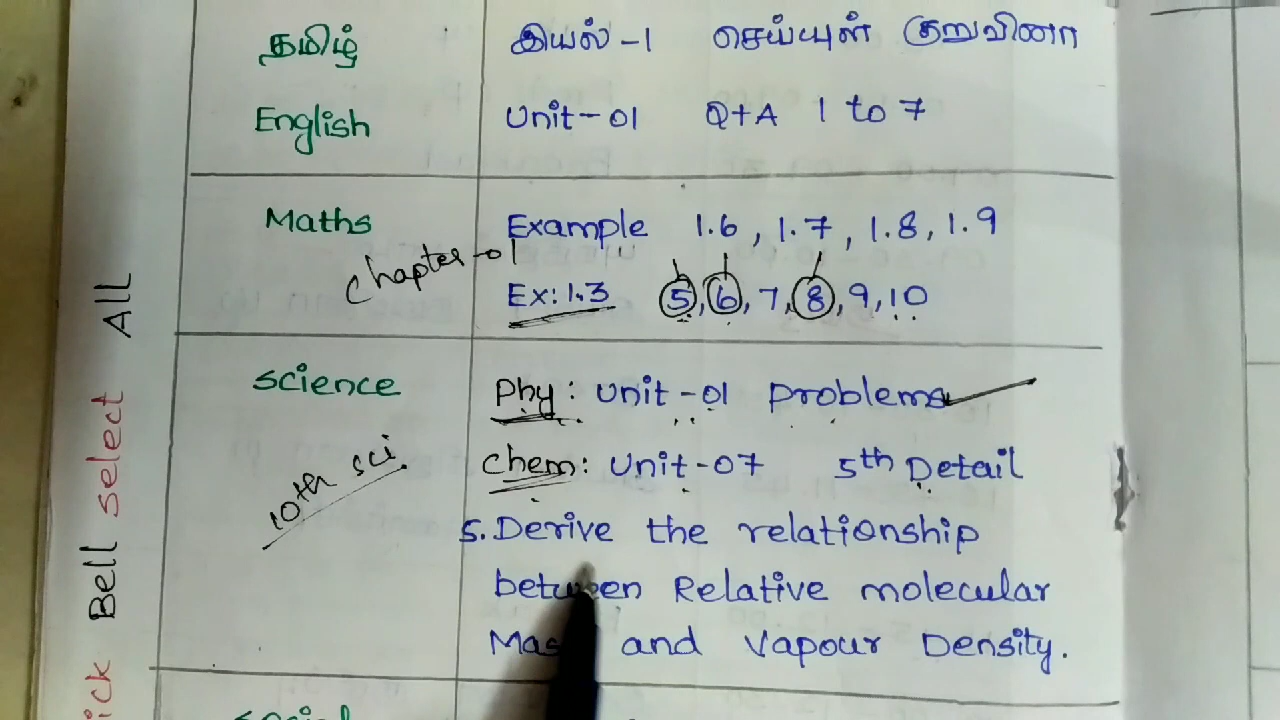 தமிழ் இயல்-1 செய்யுள் குறுவினா
English Unit-01 Q+A 1 to 7
Maths Example 1.6, 1.7, 1.8, 1.9
chapter-01
Ex: 1.3 5, 6, 7, 8, 9, 10
Science Phy: Unit-01 Problems
10th sci
Chem: Unit-07 5th Detail
5. Derive the relationship
between Relative molecular
and Vapour Density.
Bell select All